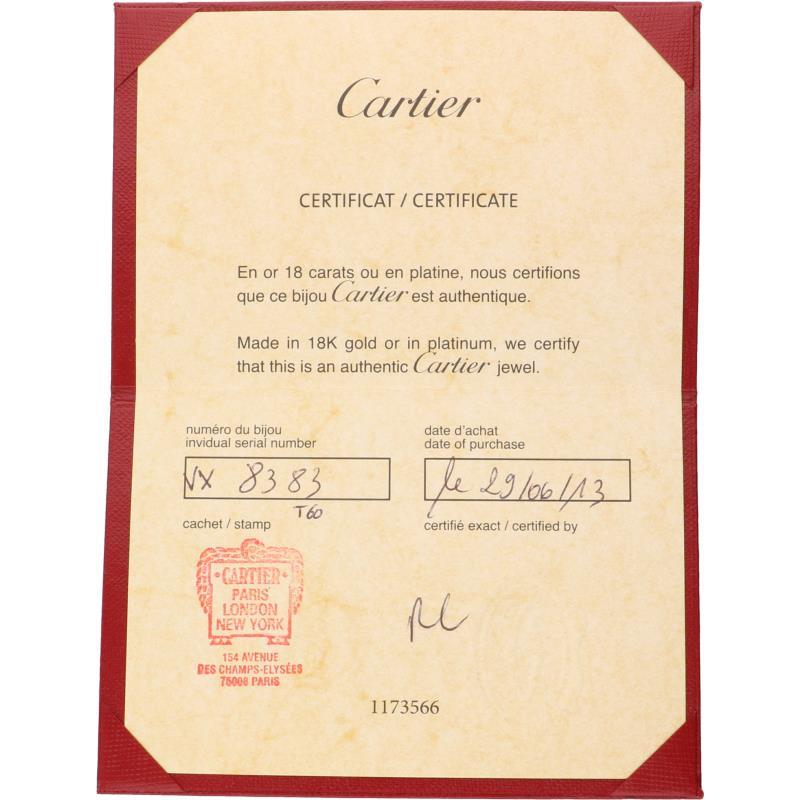 Cartier
CERTIFICAT / CERTIFICATE
En or 18 carats ou en platine, nous certifions
que ce bijou Cartier est authentique.
Made in 18K gold or in platinum, we certify
that this is an authentic Cartier jewel.
numéro du bijou
invidual serial number
VX 8383
T60
date d'achat
date of purchase
le 29/06/13
cachet / stamp
certifié exact / certified by
CARTIER
PARIS
LONDON
NEW YORK
154 AVENUE
DES CHAMPS-ELYSÉES
75008 PARIS
1173566